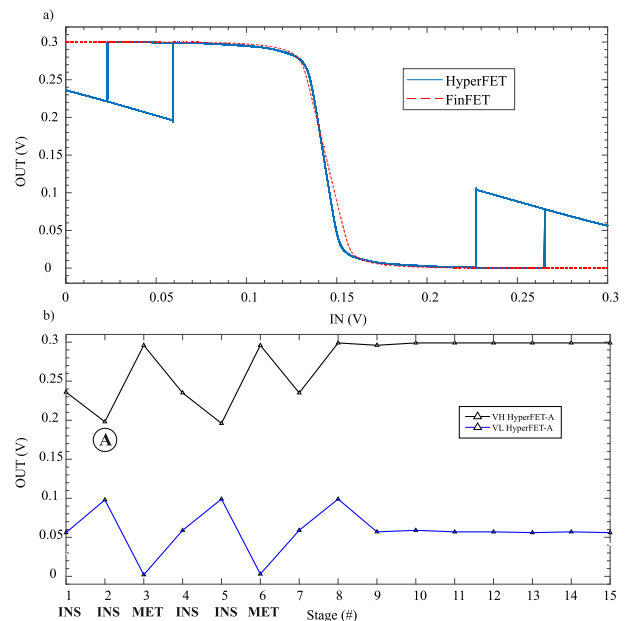 a)
0.3
0.25
0.2
0.15
0.1
0.05
0
OUT (V)
HyperFET
FinFET
0 0.05 0.1 0.15 0.2 0.25 0.3
IN (V)
b)
0.3
0.25
0.2
0.15
0.1
0.05
0
OUT (V)
A
VH HyperFET-A
VL HyperFET-A
1 2 3 4 5 6 7 8 9 10 11 12 13 14 15
INS INS MET INS INS MET Stage (#)